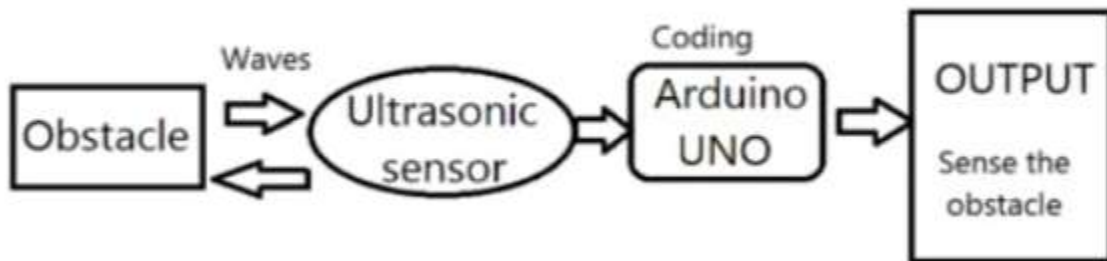 Waves
Obstacle
Ultrasonic
sensor
Coding
Arduino
UNO
OUTPUT
Sense the
obstacle